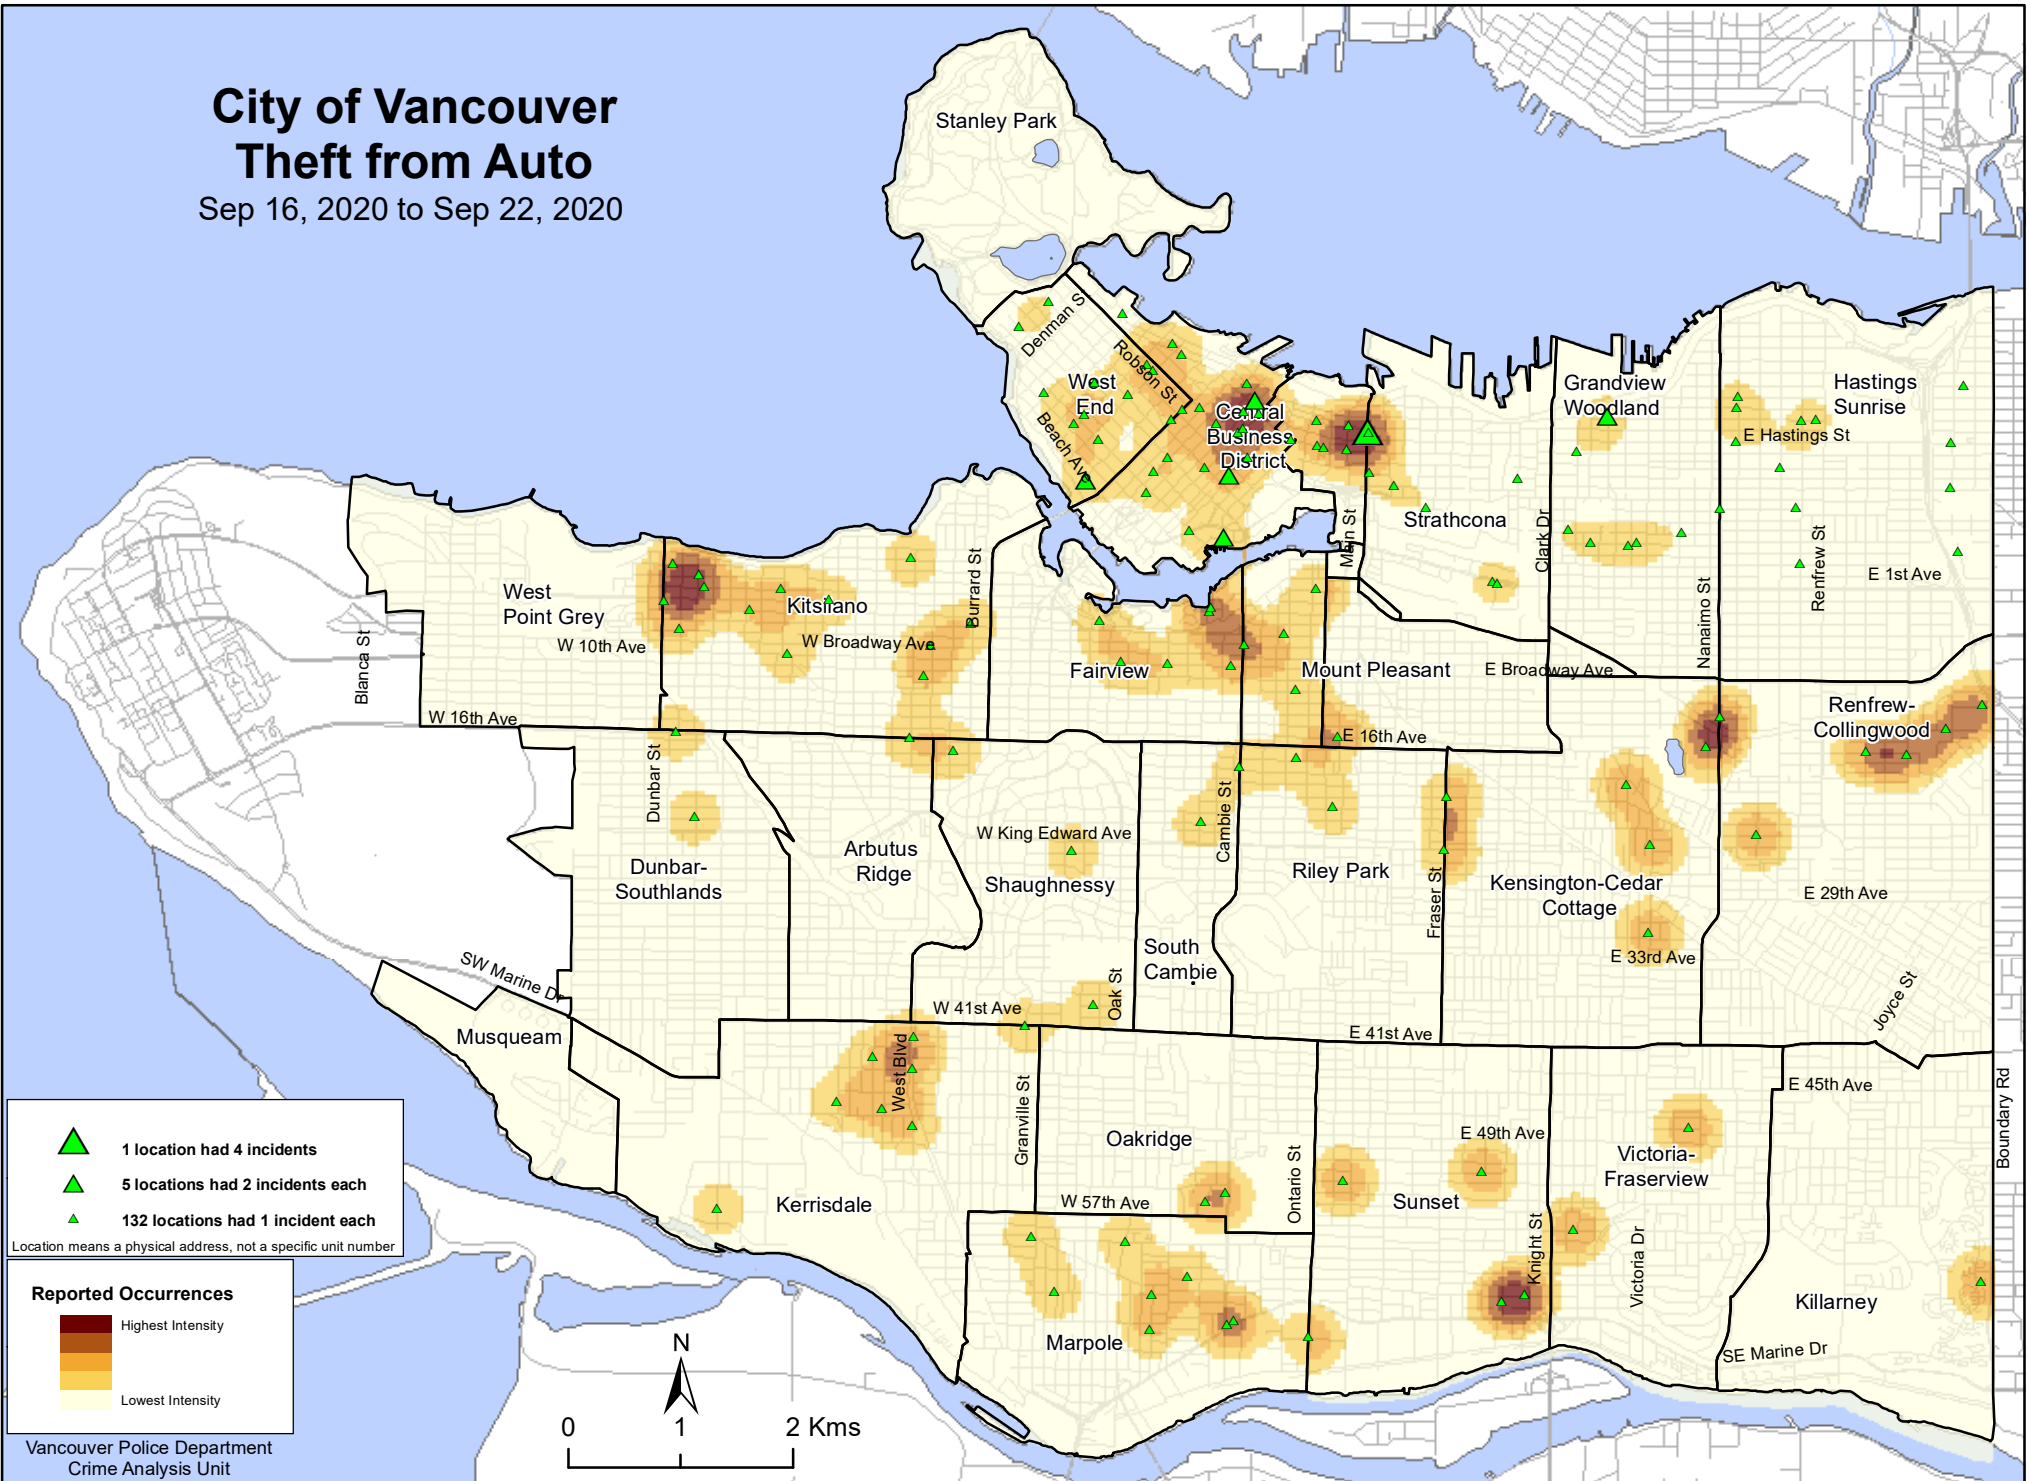 City of Vancouver
Theft from Auto
Sep 16, 2020 to Sep 22, 2020
Stanley Park
Denman S
Robson St
West
End
Beach Ave
Central
Business
District
Grandview
Woodland
Hastings
Sunrise
E Hastings St
Strathcona
Main St
Clark Dr
Nanaimo St
Renfrew St
E 1st Ave
West
Point Grey
Kitsilano
Burrard St
W 10th Ave
W Broadway Ave
Blanca St
Fairview
Mount Pleasant
E Broadway Ave
W 16th Ave
E 16th Ave
Renfrew-
Collingwood
Dunbar St
Cambie St
W King Edward Ave
Arbutus
Ridge
Dunbar-
Southlands
Shaughnessy
Riley Park
Fraser St
Kensington-Cedar
Cottage
E 29th Ave
South
Cambie
E 33rd Ave
SW Marine Dr
Oak St
W 41st Ave
E 41st Ave
Joyce St
Musqueam
West Blvd
Granville St
Oakridge
E 45th Ave
Boundary Rd
E 49th Ave
Victoria-
Fraserview
Ontario St
W 57th Ave
Kerrisdale
Sunset
Knight St
Victoria Dr
Killarney
Marpole
SE Marine Dr
1 location had 4 incidents
5 locations had 2 incidents each
132 locations had 1 incident each
Location means a physical address, not a specific unit number
Reported Occurrences
Highest Intensity
Lowest Intensity
Vancouver Police Department
Crime Analysis Unit
N
0 1 2 Kms